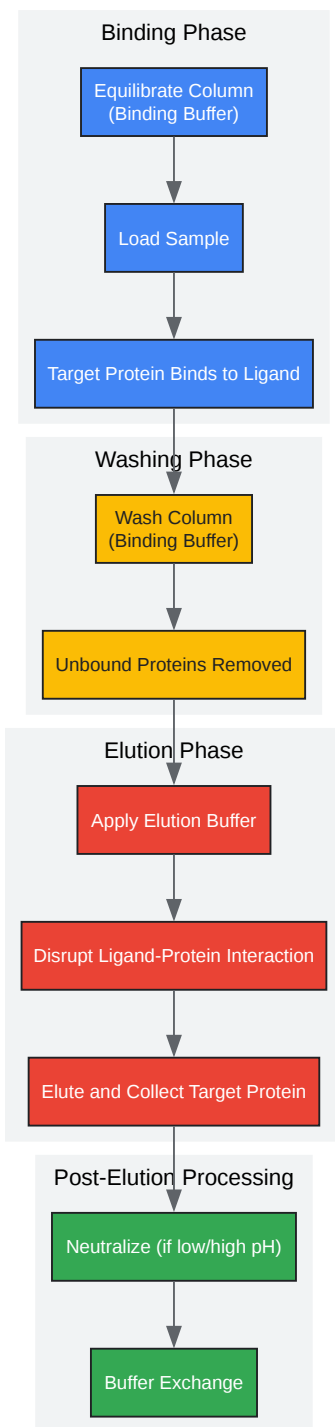 Binding Phase
Equilibrate Column
(Binding Buffer)
Load Sample
Target Protein Binds to Ligand
Washing Phase
Wash Column
(Binding Buffer)
Unbound Proteins Removed
Elution Phase
Apply Elution Buffer
Disrupt Ligand-Protein Interaction
Elute and Collect Target Protein
Post-Elution Processing
Neutralize (if low/high pH)
Buffer Exchange